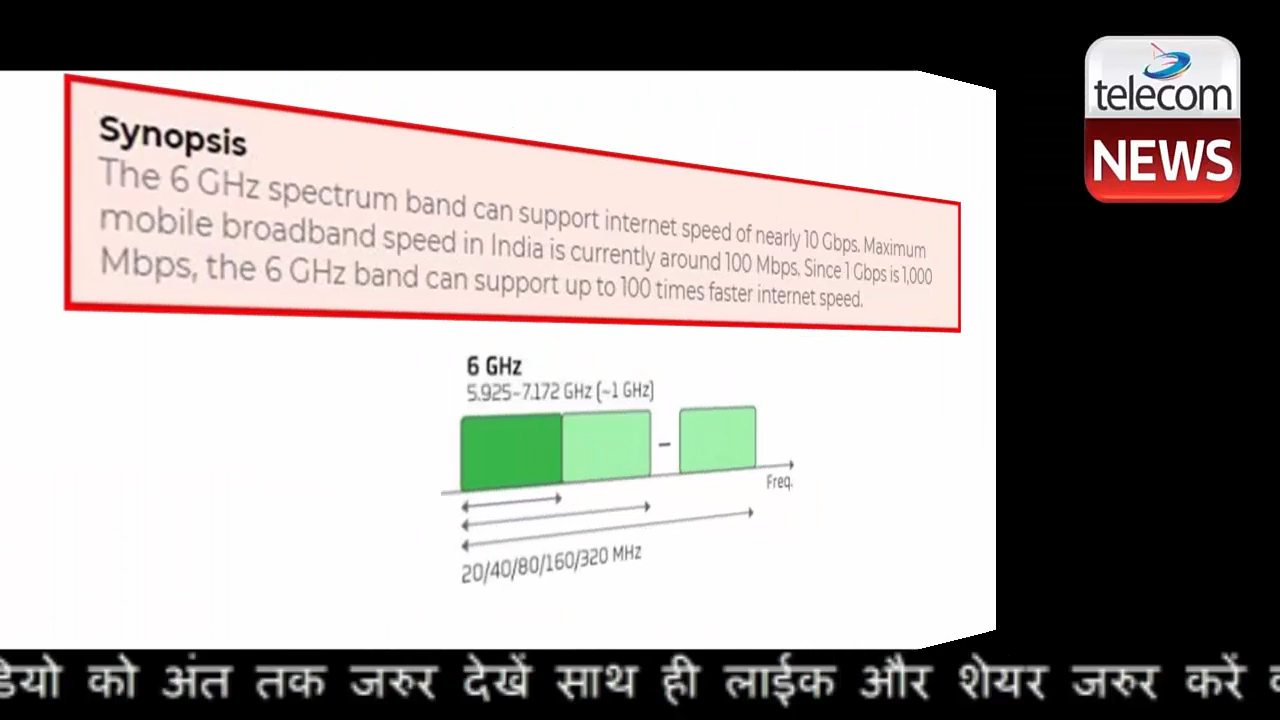 telecom
NEWS
Synopsis
The 6 GHz spectrum band can support internet speed of nearly 10 Gbps. Maximum
mobile broadband speed in India is currently around 100 Mbps. Since 1 Gbps is 1,000
Mbps, the 6 GHz band can support up to 100 times faster internet speed.
6 GHz
5.925-7.172 GHz (~1 GHz)
Freq.
20/40/80/160/320 MHz
को अंत तक जरुर देखें साथ ही लाईक और शेयर जरुर करें